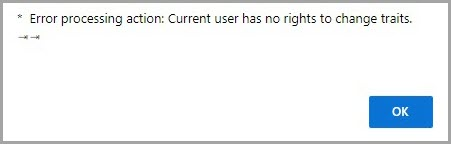 * Error processing action: Current user has no rights to change traits.
⇥⇥
OK